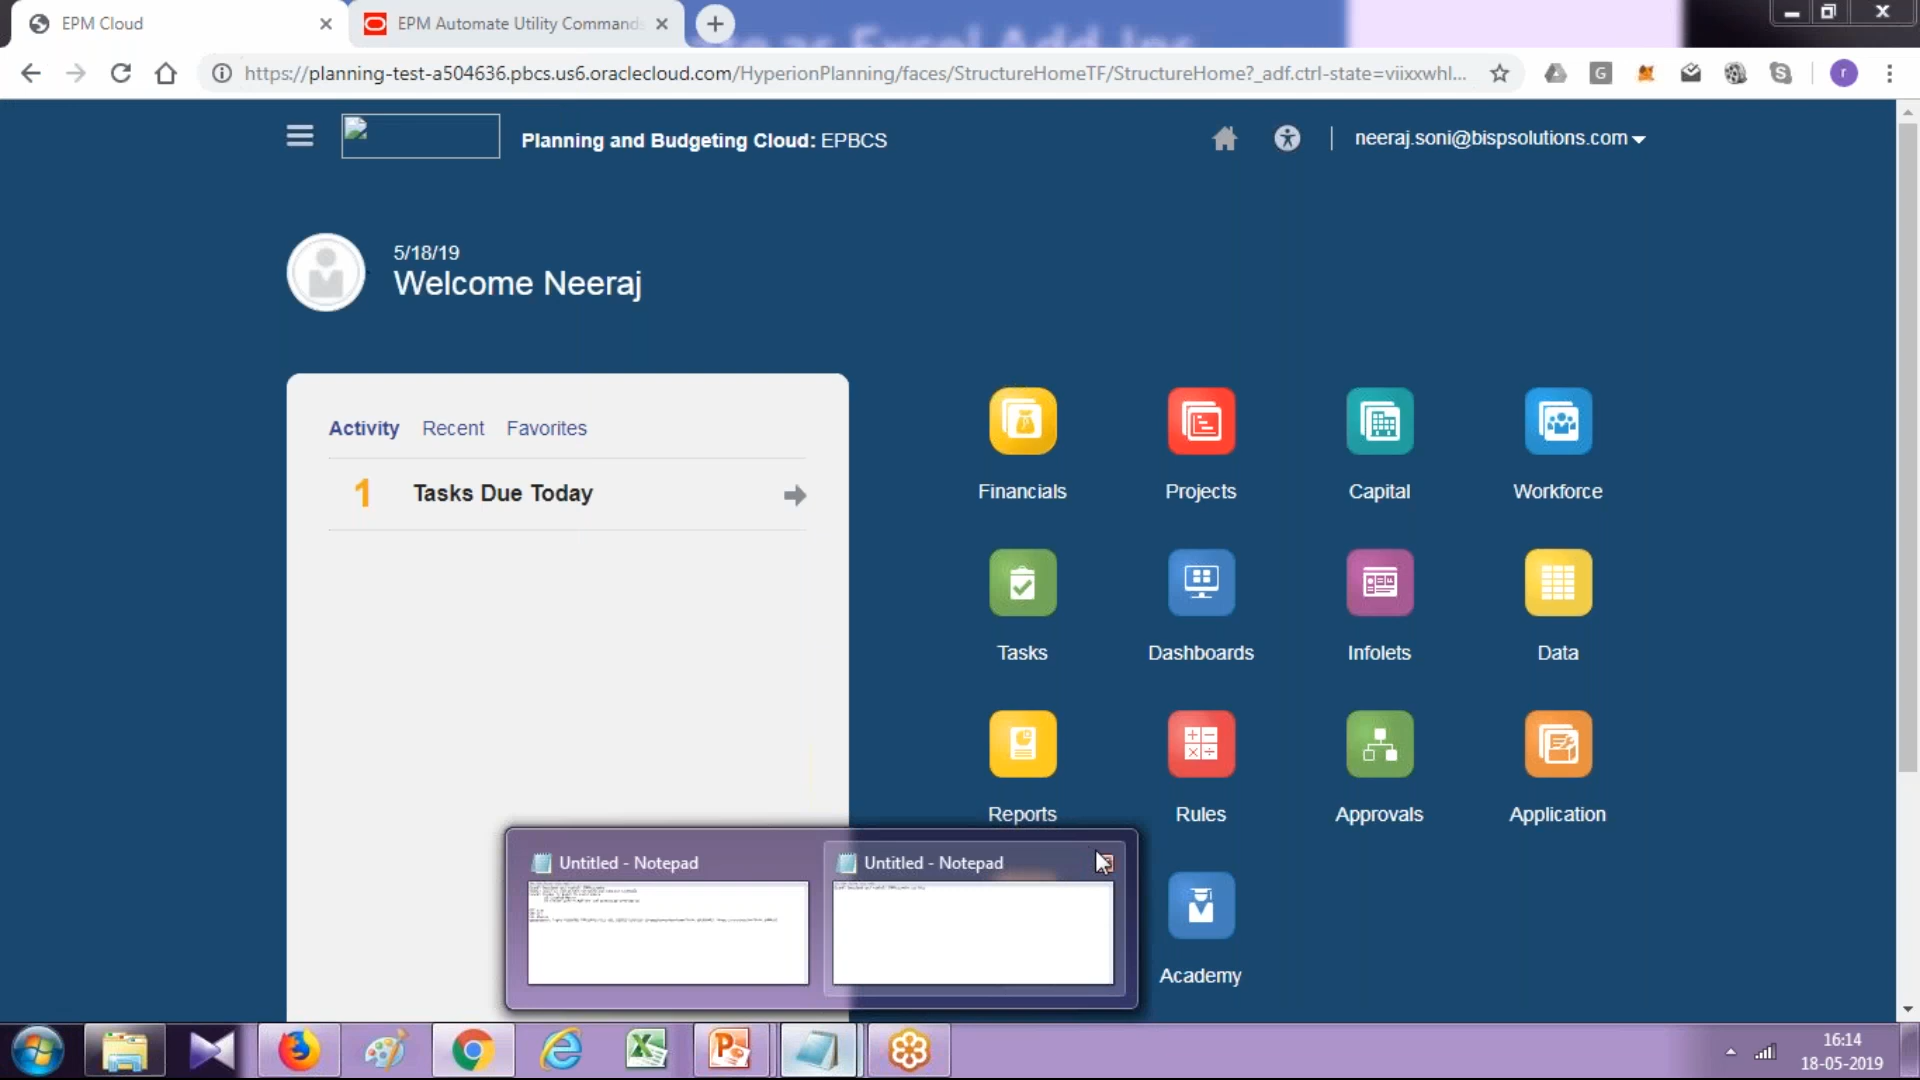 EPM Cloud
EPM Automate Utility Commands
https://planning-test-a504636.pbcs.us6.oraclecloud.com/HyperionPlanning/faces/StructureHomeTF/StructureHome?_adf.ctrl-state=viixxwhl...
G
r
Planning and Budgeting Cloud: EPBCS
neeraj.soni@bispsolutions.com
5/18/19
Welcome Neeraj
Activity Recent Favorites
1 Tasks Due Today
Financials Projects Capital Workforce
Tasks Dashboards Infolets Data
Reports Rules Approvals Application
Academy
Untitled - Notepad
Untitled - Notepad
16:14
18-05-2019